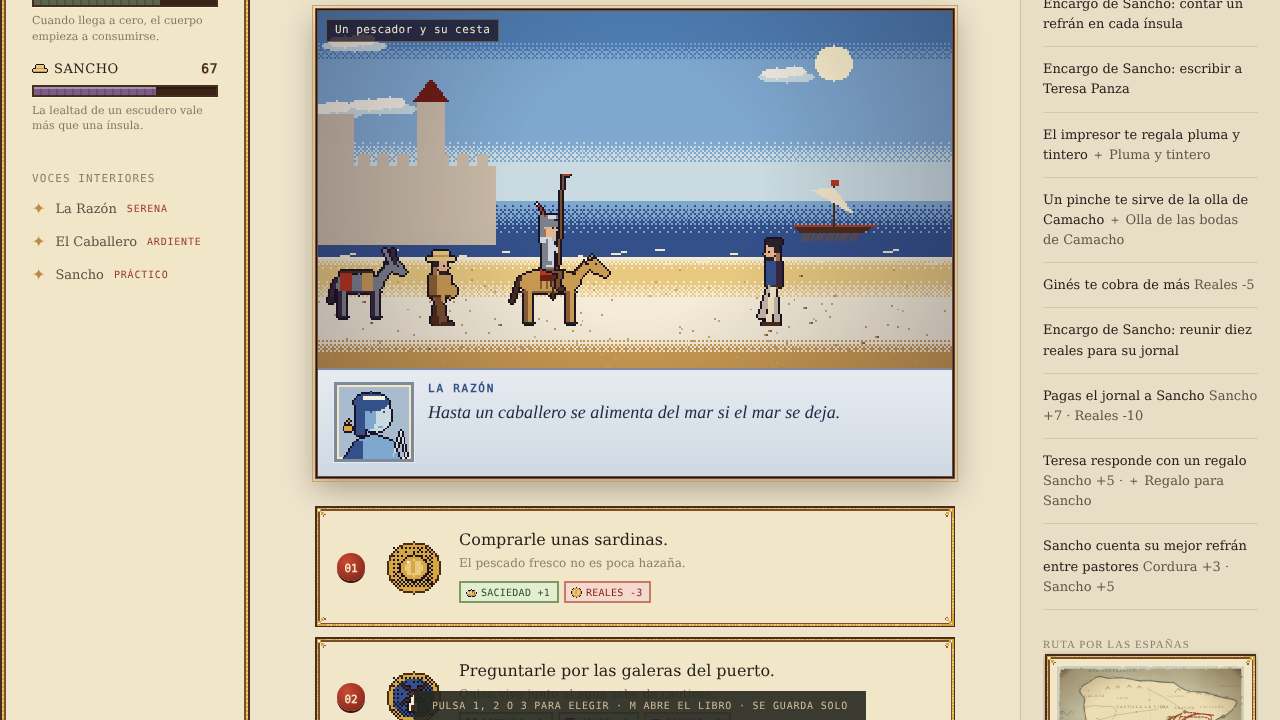 Cuando llega a cero, el cuerpo
empieza a consumirse.
SANCHO 67
La lealtad de un escudero vale
más que una ínsula.
VOCES INTERIORES
La Razón SERENA
El Caballero ARDIENTE
Sancho PRÁCTICO
Un pescador y su cesta
LA RAZÓN
Hasta un caballero se alimenta del mar si el mar se deja.
01
Comprarle unas sardinas.
El pescado fresco no es poca hazaña.
SACIEDAD +1
REALES -3
02
Preguntarle por las galeras del puerto.
PULSA 1, 2 O 3 PARA ELEGIR · M ABRE EL LIBRO · SE GUARDA SOLO
Encargo de Sancho: contar un
refrán en cada ínsula
Encargo de Sancho: escribir a
Teresa Panza
El impresor te regala pluma y
tintero + Pluma y tintero
Un pinche te sirve de la olla de
Camacho + Olla de las bodas
de Camacho
Ginés te cobra de más Reales -5
Encargo de Sancho: reunir diez
reales para su jornal
Pagas el jornal a Sancho Sancho
+7 · Reales -10
Teresa responde con un regalo
Sancho +5 · + Regalo para
Sancho
Sancho cuenta su mejor refrán
entre pastores Cordura +3 ·
Sancho +5
RUTA POR LAS ESPAÑAS